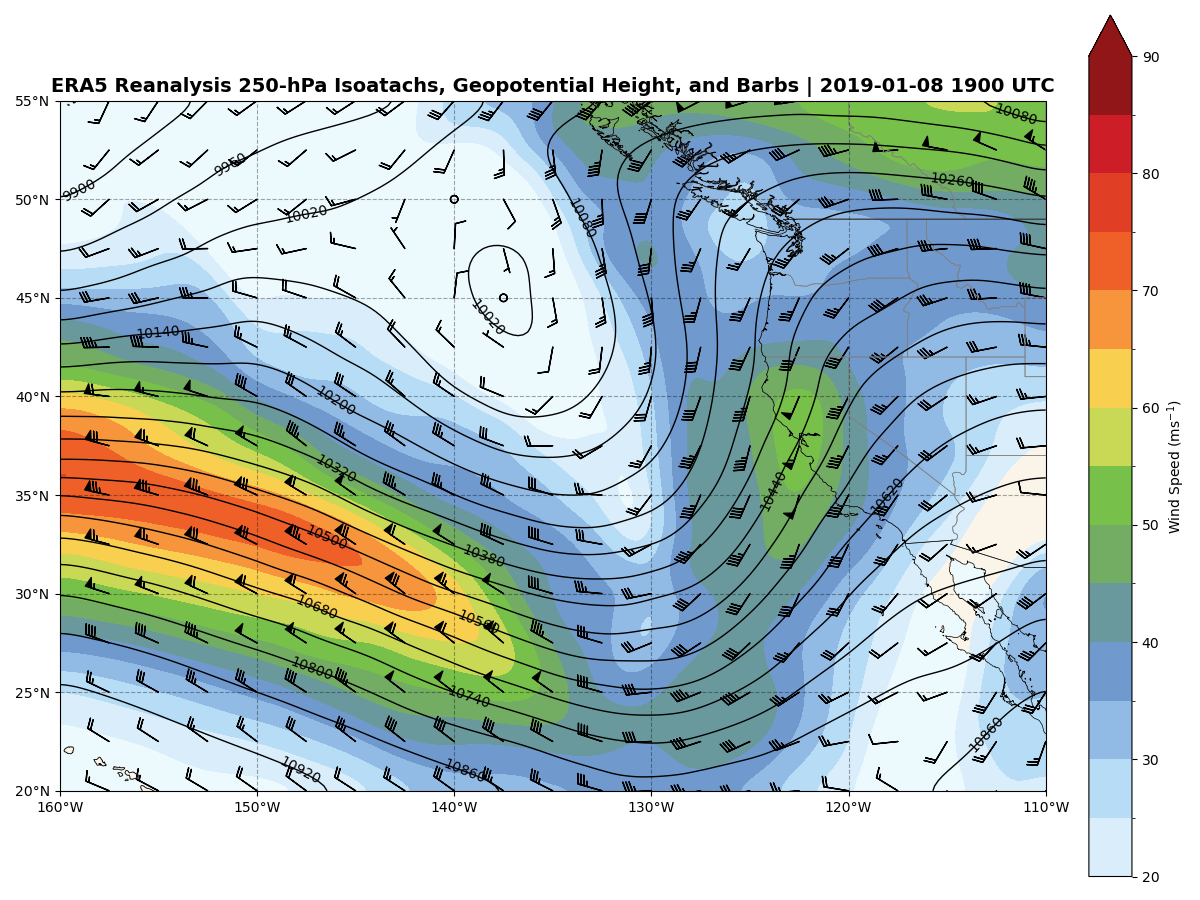 ERA5 Reanalysis 250-hPa Isoatachs, Geopotential Height, and Barbs | 2019-01-08 1900 UTC
90
55°N
10080
9960
9900
10260
80
50°N
10020
10080
70
45°N
10020
10140
60
40°N
10200
Wind Speed (ms⁻¹)
10320
10440
10620
35°N
50
10500
10380
30°N
10680
10560
40
10800
25°N
10740
10860
30
10920
10860
20°N
160°W 150°W 140°W 130°W 120°W 110°W
20